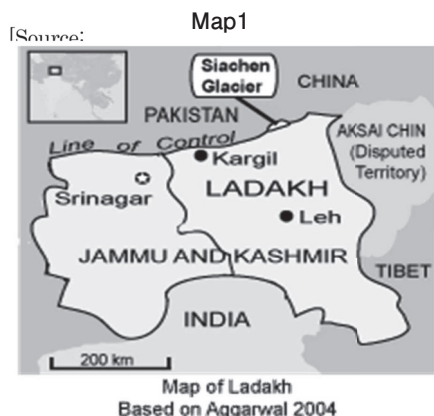 Map1
[Source:
Siachen
Glacier
CHINA
PAKISTAN
AKSAI CHIN
(Disputed
Territory)
Line of Control
Kargil
LADAKH
Srinagar
Leh
JAMMU AND KASHMIR
TIBET
INDIA
200 km
Map of Ladakh
Based on Aggarwal 2004